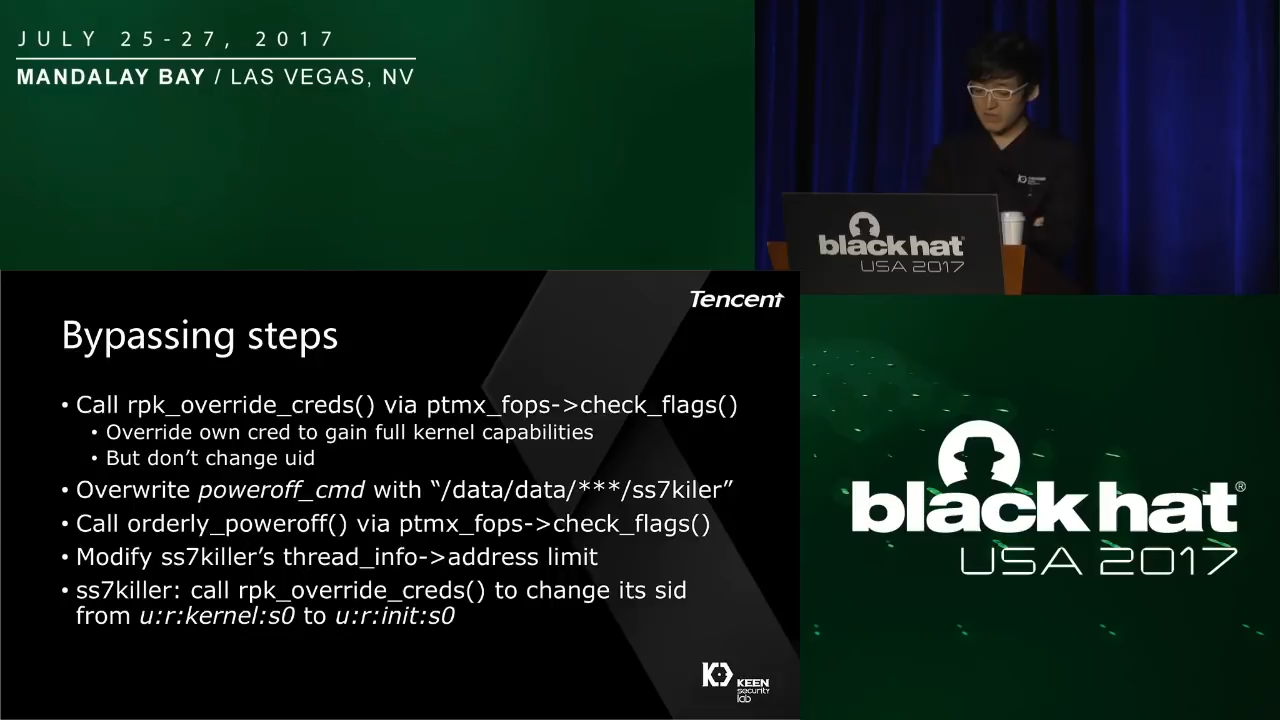 JULY 25-27, 2017
MANDALAY BAY / LAS VEGAS, NV
black hat
USA 2017
Tencent
Bypassing steps
• Call rpk_override_creds() via ptmx_fops->check_flags()
• Override own cred to gain full kernel capabilities
• But don’t change uid
• Overwrite poweroff_cmd with “/data/data/***/ss7kiler”
• Call orderly_poweroff() via ptmx_fops->check_flags()
• Modify ss7killer’s thread_info->address limit
• ss7killer: call rpk_override_creds() to change its sid
from u:r:kernel:s0 to u:r:init:s0
KEEN
security
lab
black hat®
USA 2017